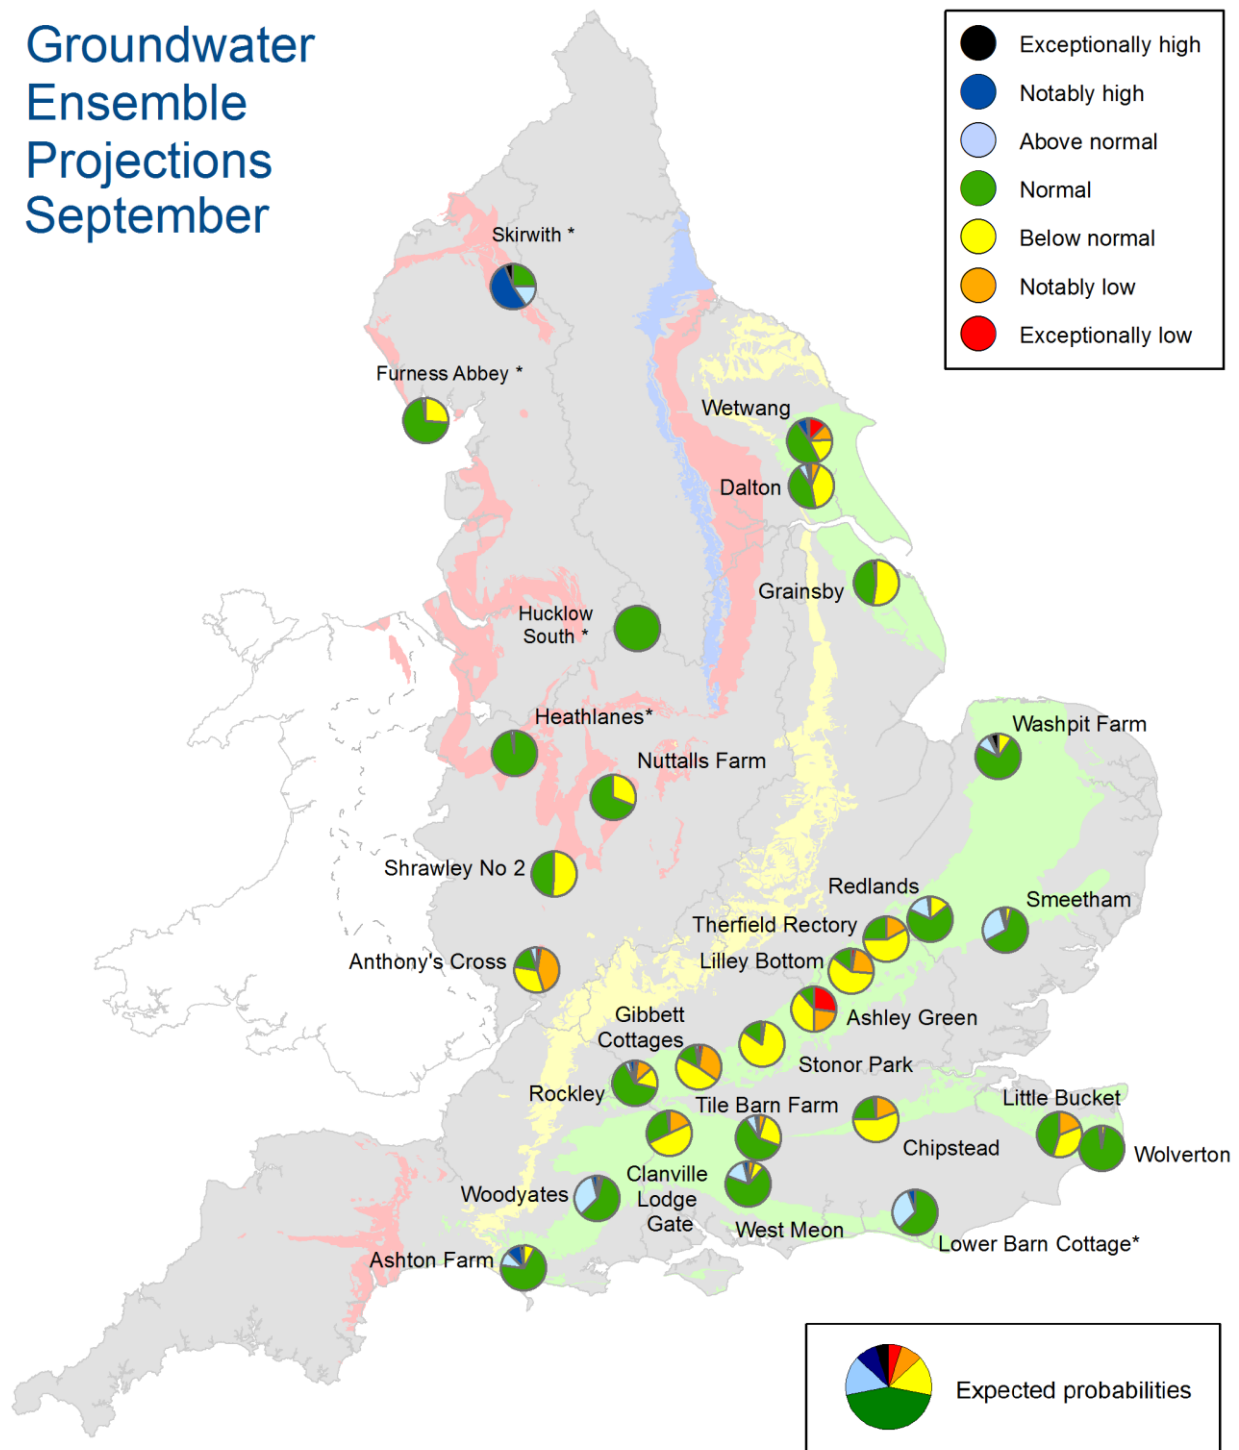 Groundwater
Ensemble
Projections
September
Exceptionally high
Notably high
Above normal
Normal
Below normal
Notably low
Exceptionally low
Skirwith *
Furness Abbey *
Wetwang
Dalton
Grainsby
Hucklow
South *
Heathlanes*
Washpit Farm
Nuttalls Farm
Shrawley No 2
Redlands
Smeetham
Therfield Rectory
Anthony's Cross
Lilley Bottom
Gibbett
Cottages
Ashley Green
Stonor Park
Rockley
Tile Barn Farm
Little Bucket
Chipstead
Wolverton
Clanville
Lodge
Gate
Woodyates
West Meon
Lower Barn Cottage*
Ashton Farm
Expected probabilities